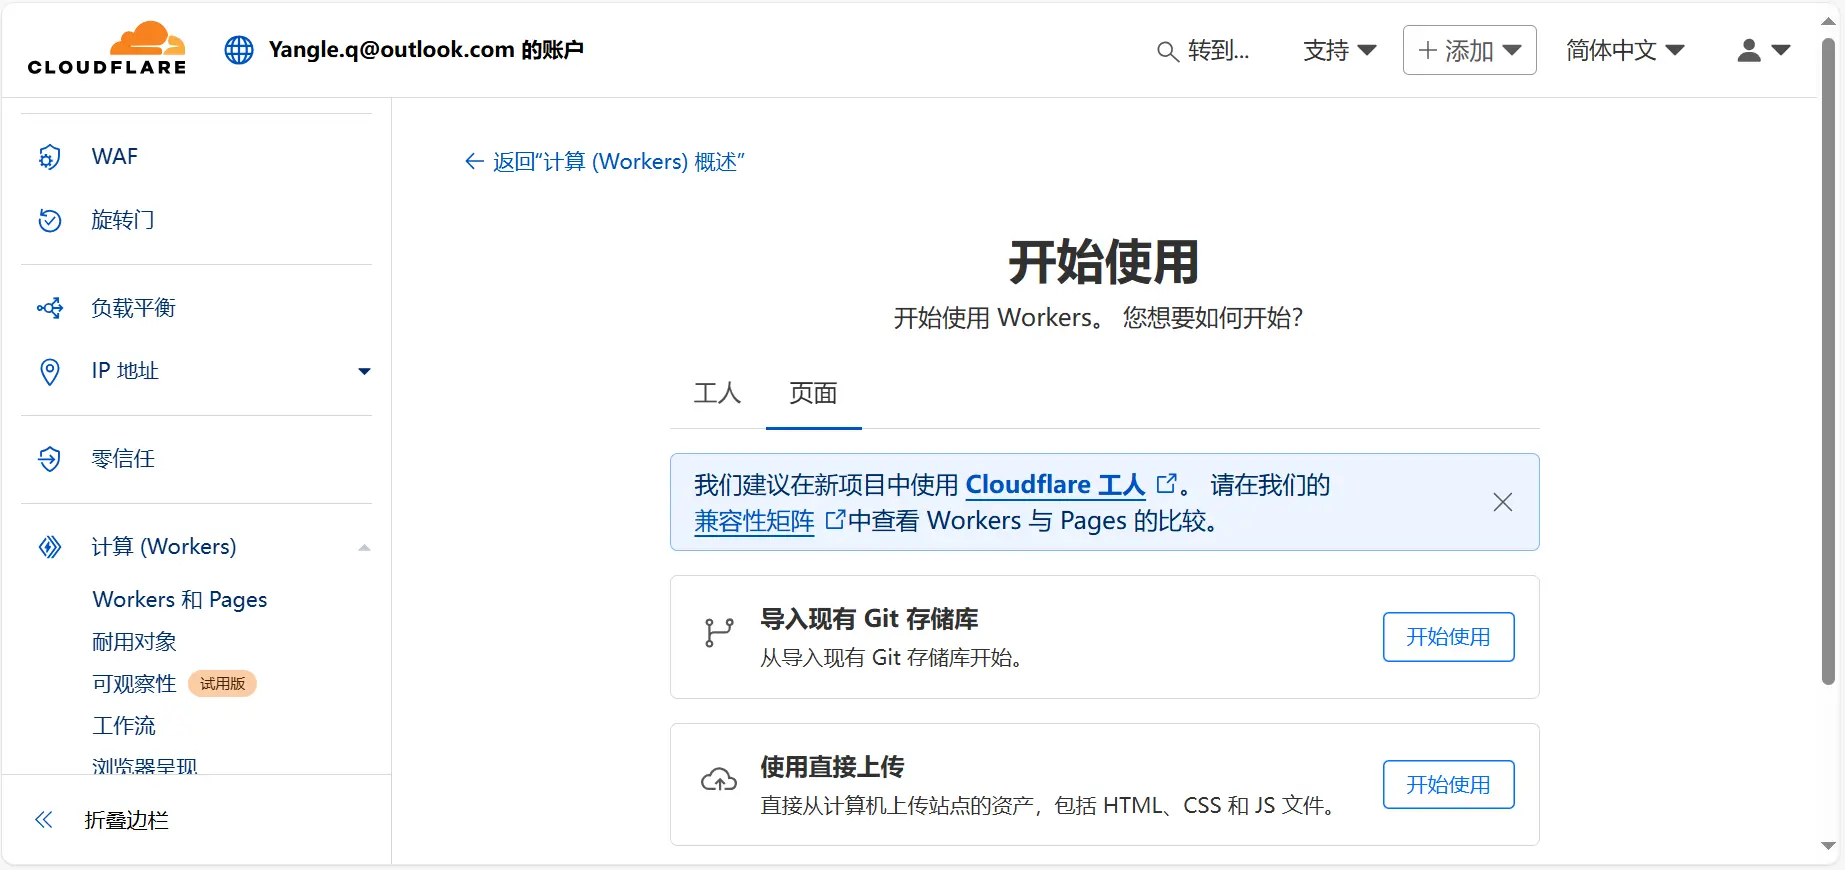 CLOUDFLARE
Yangle.q@outlook.com 的账户
转到...
支持
+ 添加
简体中文
WAF
旋转门
负载平衡
IP 地址
零信任
计算 (Workers)
Workers 和 Pages
耐用对象
可观察性 试用版
工作流
浏览器呈现
折叠边栏
← 返回“计算 (Workers) 概述”
开始使用
开始使用 Workers。 您想要如何开始?
工人 页面
我们建议在新项目中使用 Cloudflare 工人 。 请在我们的
兼容性矩阵 中查看 Workers 与 Pages 的比较。
导入现有 Git 存储库
从导入现有 Git 存储库开始。
开始使用
使用直接上传
直接从计算机上传站点的资产，包括 HTML、CSS 和 JS 文件。
开始使用